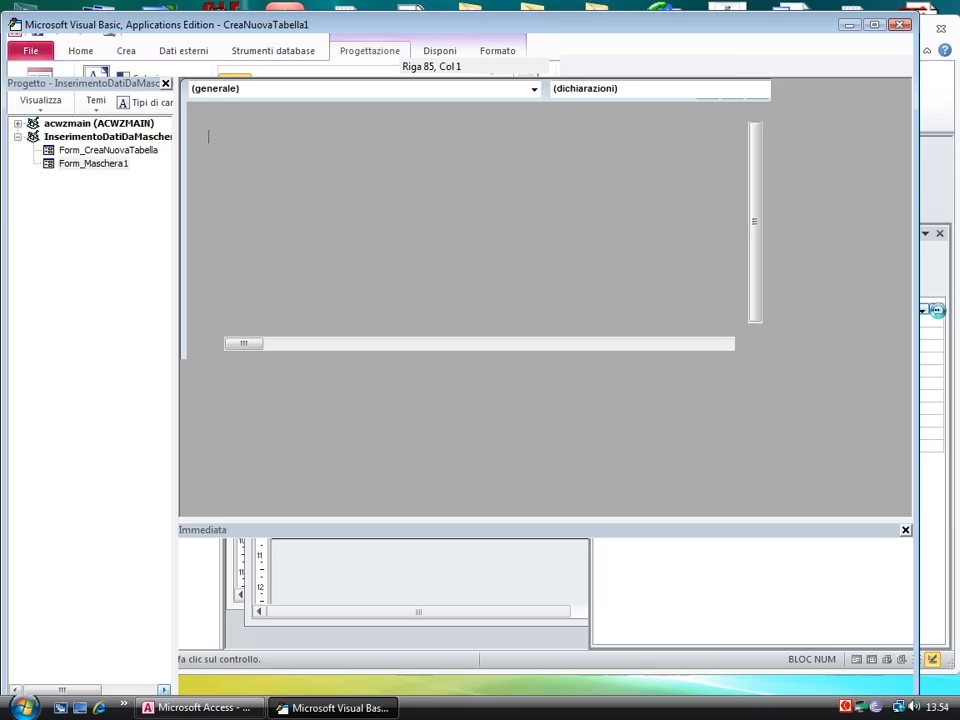 Microsoft Visual Basic, Applications Edition - CreaNuovaTabella1
File
Home
Crea
Dati esterni
Strumenti database
Progettazione
Disponi
Formato
Riga 85, Col 1
Progetto - InserimentoDatiDaMasc
(generale)
(dichiarazioni)
Visualizza
Temi
Tipi di car
acwzmain (ACWZMAIN)
InserimentoDatiDaMascher
Form_CreaNuovaTabella
Form_Maschera1
Immediata
11
12
fa clic sul controllo.
BLOC NUM
Microsoft Access - ...
Microsoft Visual Bas...
13.54